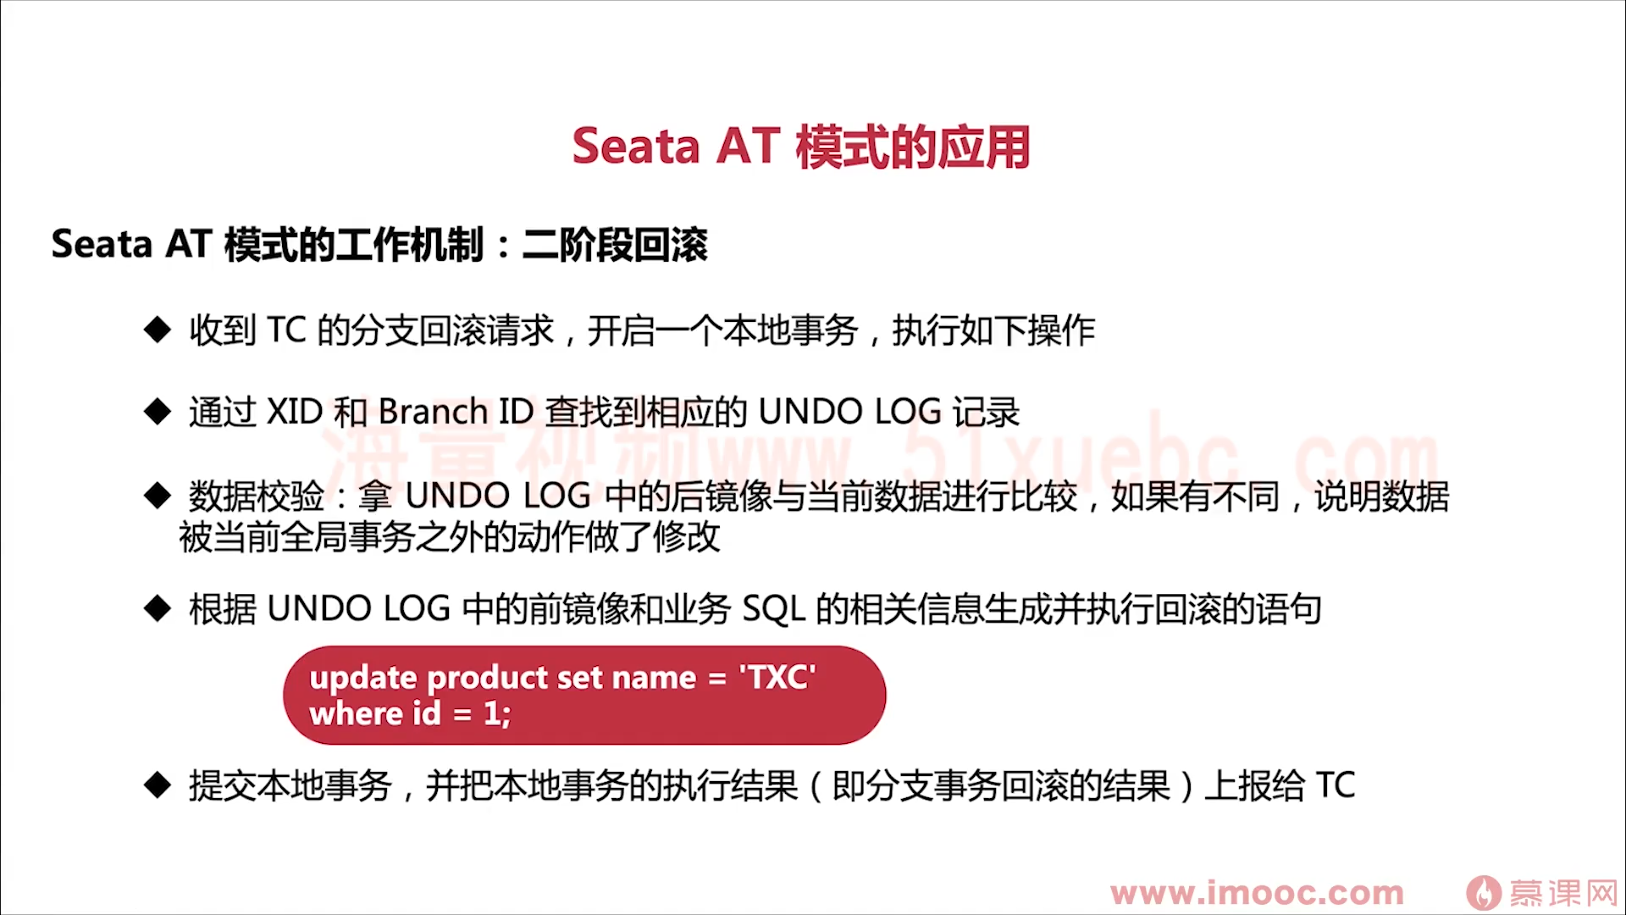 Seata AT 模式的应用
Seata AT 模式的工作机制：二阶段回滚
◆ 收到 TC 的分支回滚请求，开启一个本地事务，执行如下操作
◆ 通过 XID 和 Branch ID 查找到相应的 UNDO LOG 记录
海量视频www.51xuebc.com
◆ 数据校验：拿 UNDO LOG 中的后镜像与当前数据进行比较，如果有不同，说明数据
被当前全局事务之外的动作做了修改
◆ 根据 UNDO LOG 中的前镜像和业务 SQL 的相关信息生成并执行回滚的语句
update product set name = 'TXC'
where id = 1;
◆ 提交本地事务，并把本地事务的执行结果（即分支事务回滚的结果）上报给 TC
www.imooc.com 慕课网